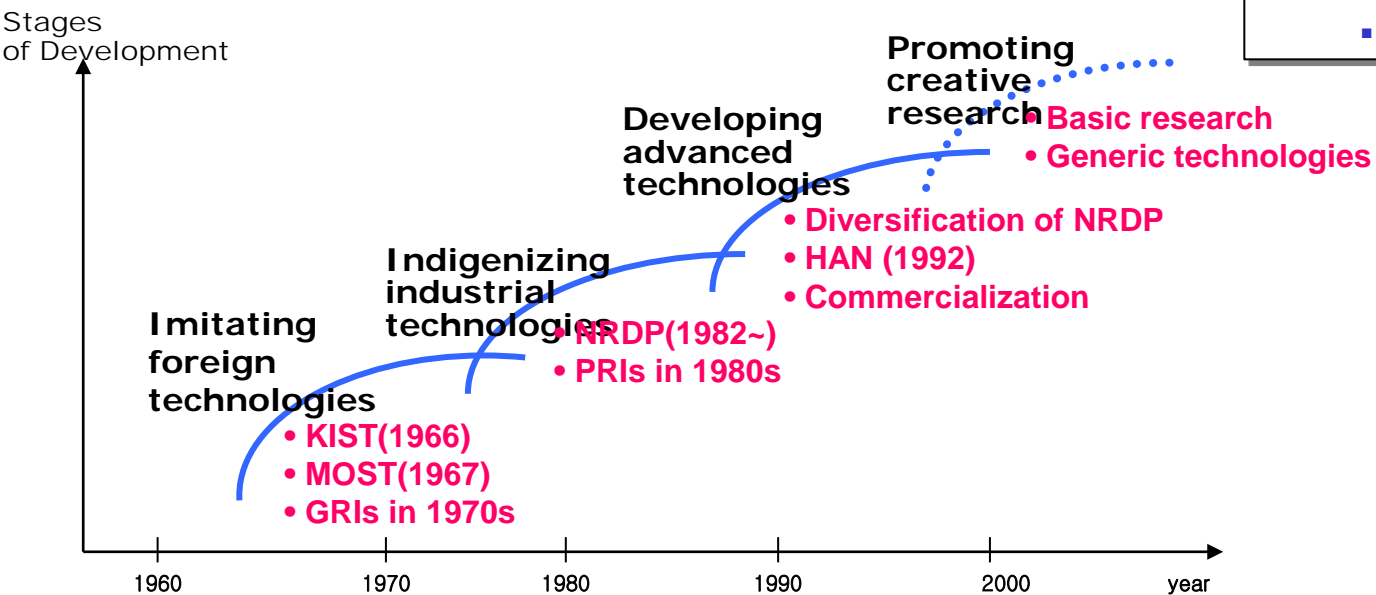 Stages
of Development
Promoting
creative
research
• Basic research
• Generic technologies
Developing
advanced
technologies
• Diversification of NRDP
• HAN (1992)
• Commercialization
Indigenizing
industrial
technologies
• NRDP(1982~)
• PRIs in 1980s
Imitating
foreign
technologies
• KIST(1966)
• MOST(1967)
• GRIs in 1970s
1960 1970 1980 1990 2000 year